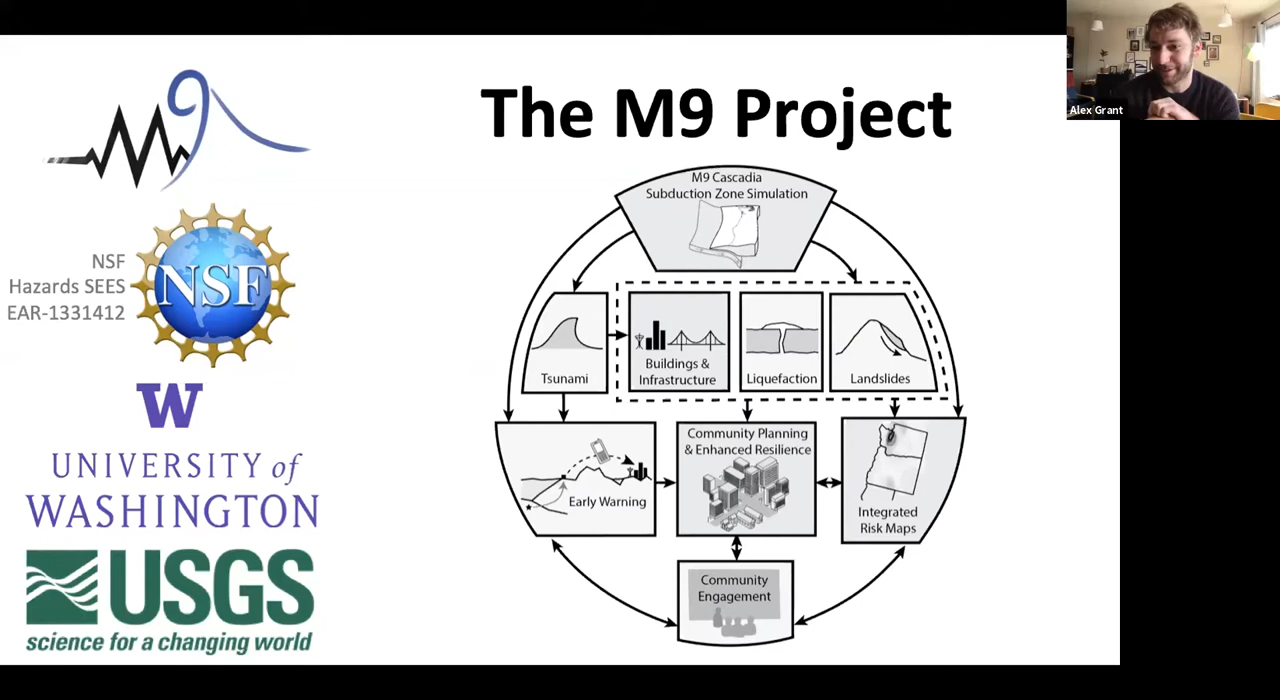 Alex Grant
The M9 Project
M9
NSF
Hazards SEES
EAR-1331412
NSF
W
UNIVERSITY of
WASHINGTON
USGS
science for a changing world
M9 Cascadia
Subduction Zone Simulation
Tsunami
Buildings &
Infrastructure
Liquefaction
Landslides
Early Warning
Community Planning
& Enhanced Resilience
Integrated
Risk Maps
Community
Engagement